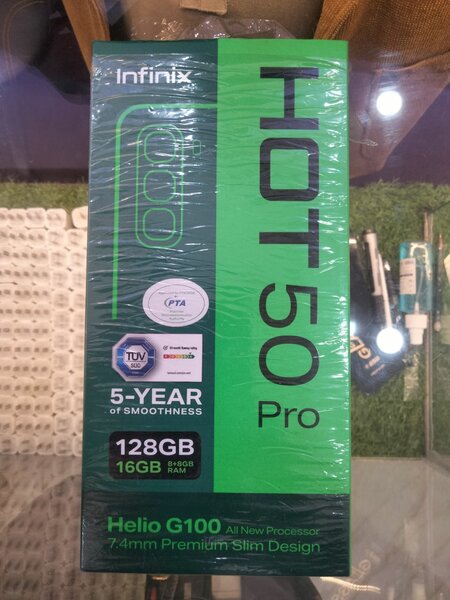 Infinix
HOT 50 Pro
PTA
TÜV
SÜD
5-YEAR
of SMOOTHNESS
128GB
16GB 8+8GB RAM
Helio G100 All New Processor
7.4mm Premium Slim Design